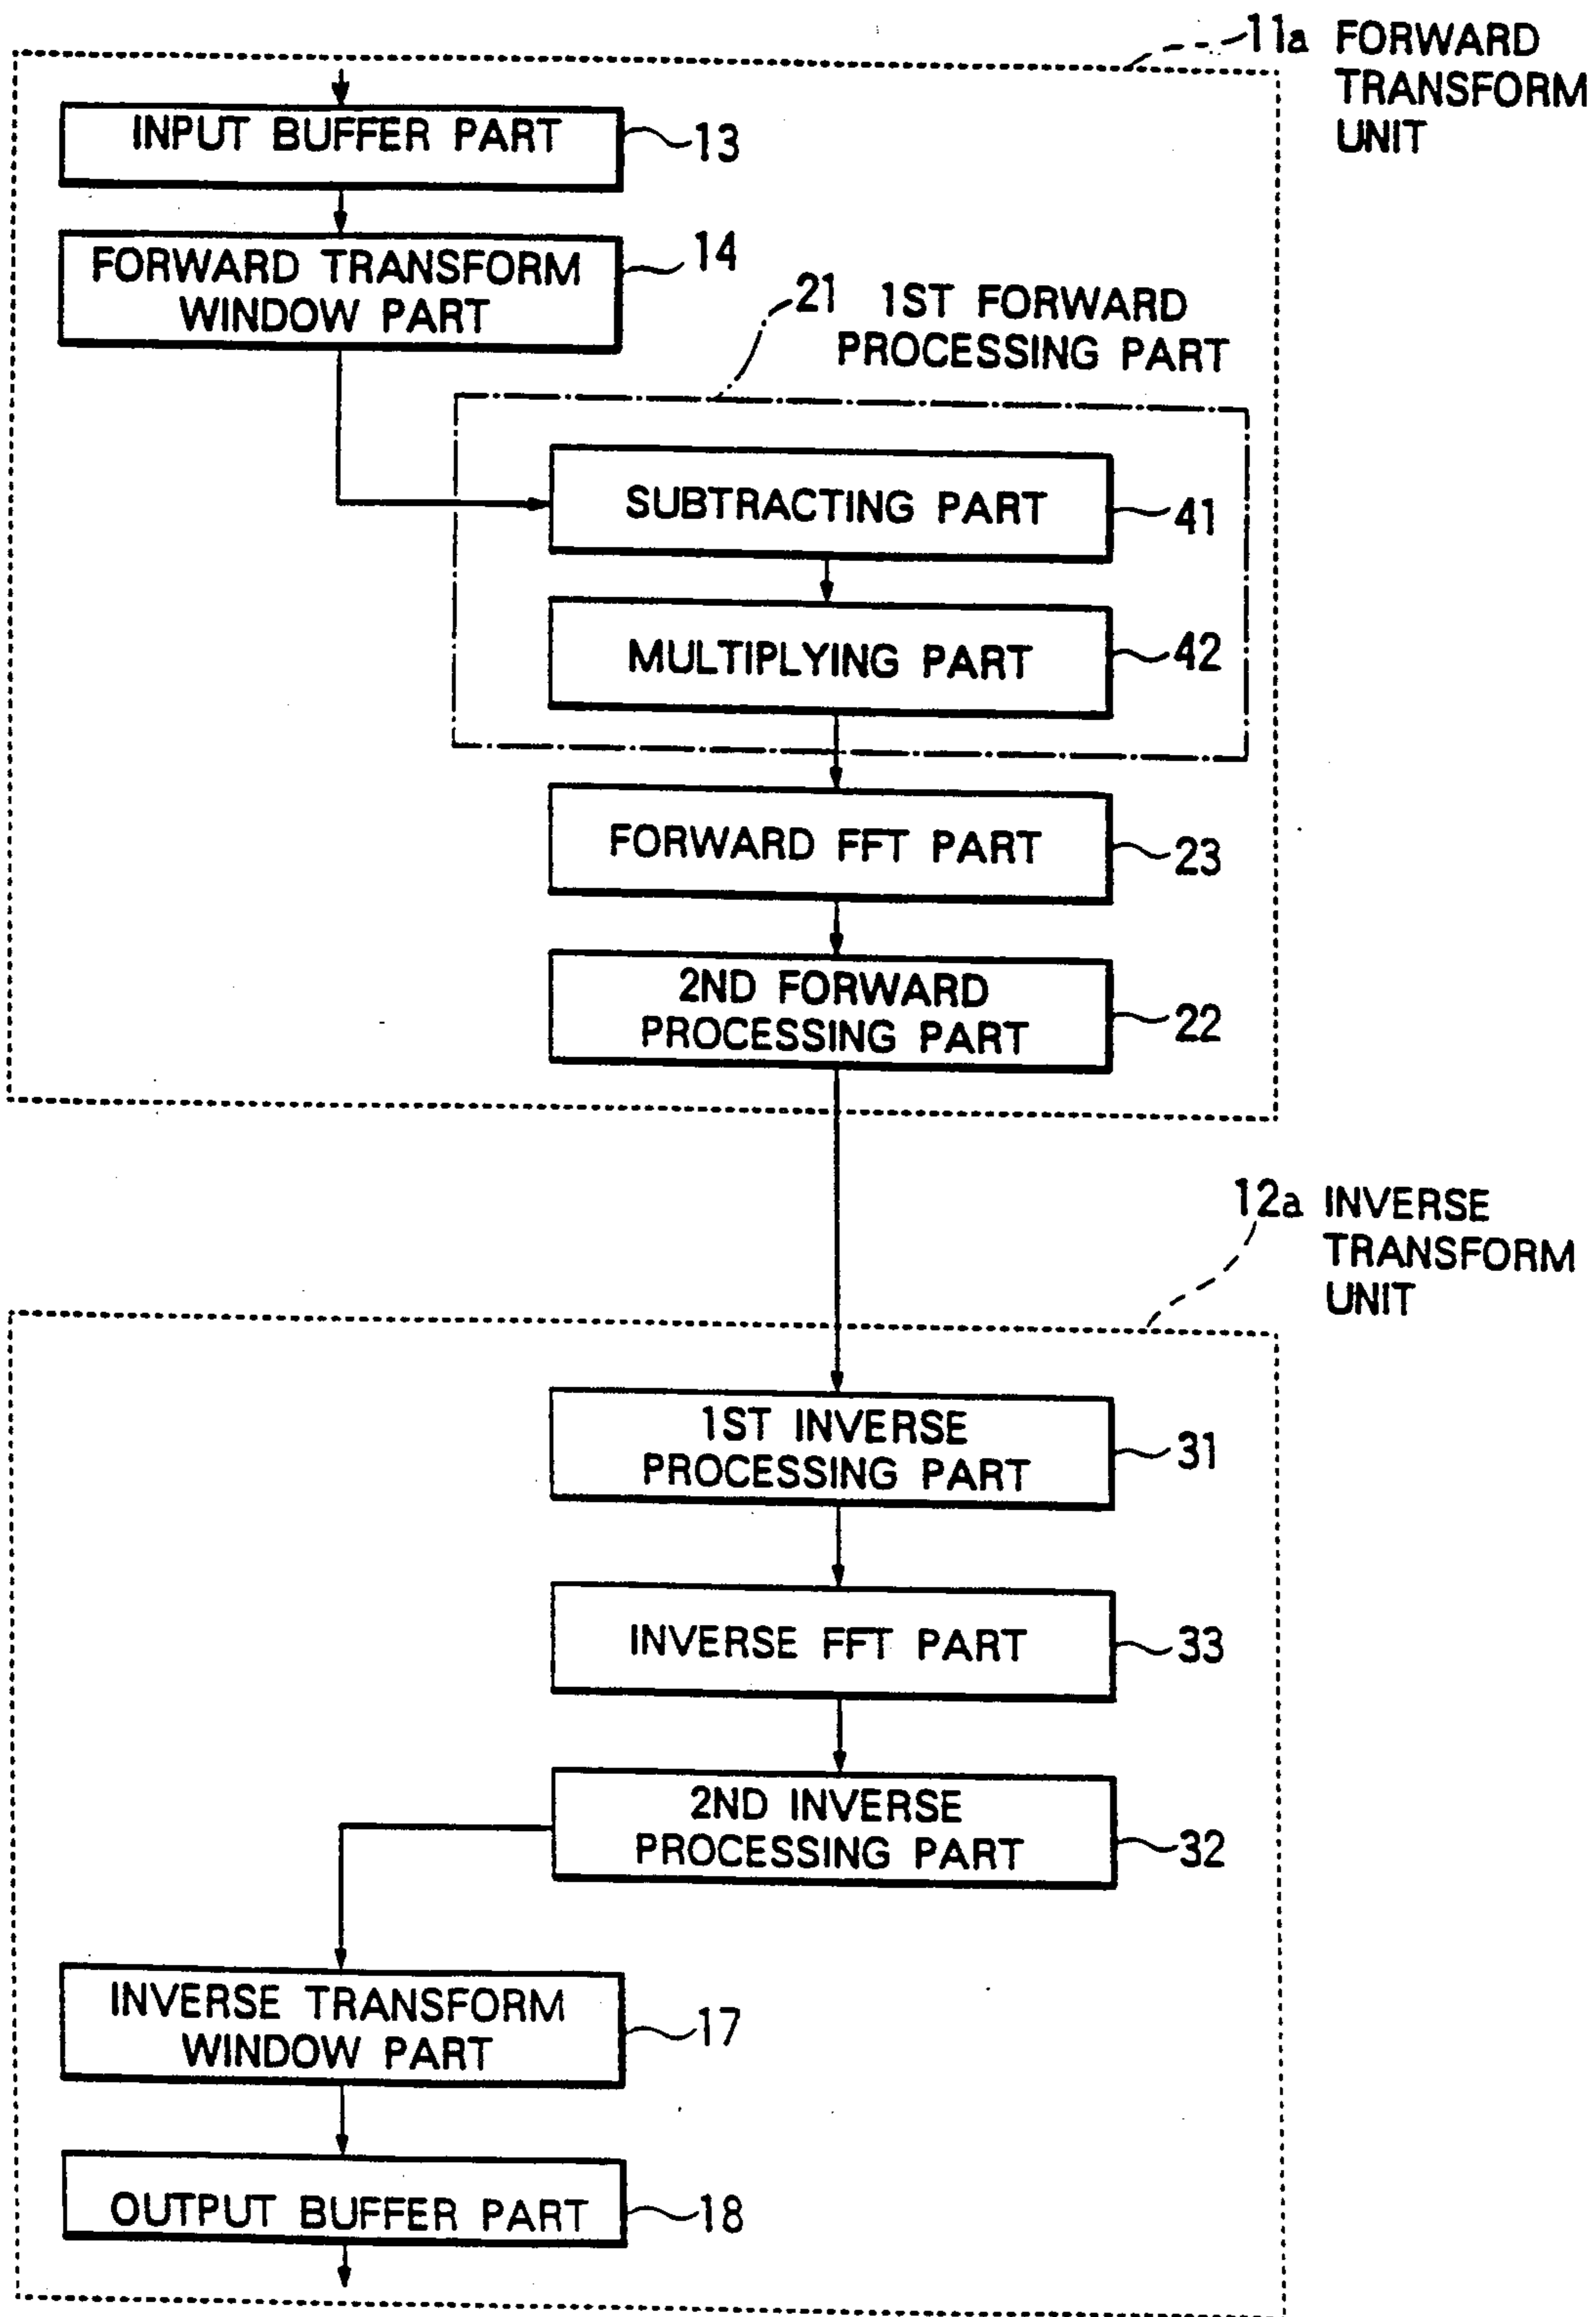 11a FORWARD
TRANSFORM
UNIT
INPUT BUFFER PART
13
FORWARD TRANSFORM
WINDOW PART
14
21 1ST FORWARD
PROCESSING PART
SUBTRACTING PART
41
MULTIPLYING PART
42
FORWARD FFT PART
23
2ND FORWARD
PROCESSING PART
22
12a INVERSE
TRANSFORM
UNIT
1ST INVERSE
PROCESSING PART
31
INVERSE FFT PART
33
2ND INVERSE
PROCESSING PART
32
INVERSE TRANSFORM
WINDOW PART
17
OUTPUT BUFFER PART
18